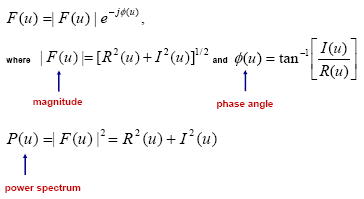 F(u) =| F(u) | e^{-jϕ(u)},
where | F(u) |= [R²(u) + I²(u)]^{1/2} and ϕ(u) = tan⁻¹[I(u)/R(u)]
magnitude phase angle
P(u) =| F(u) |² = R²(u) + I²(u)
power spectrum